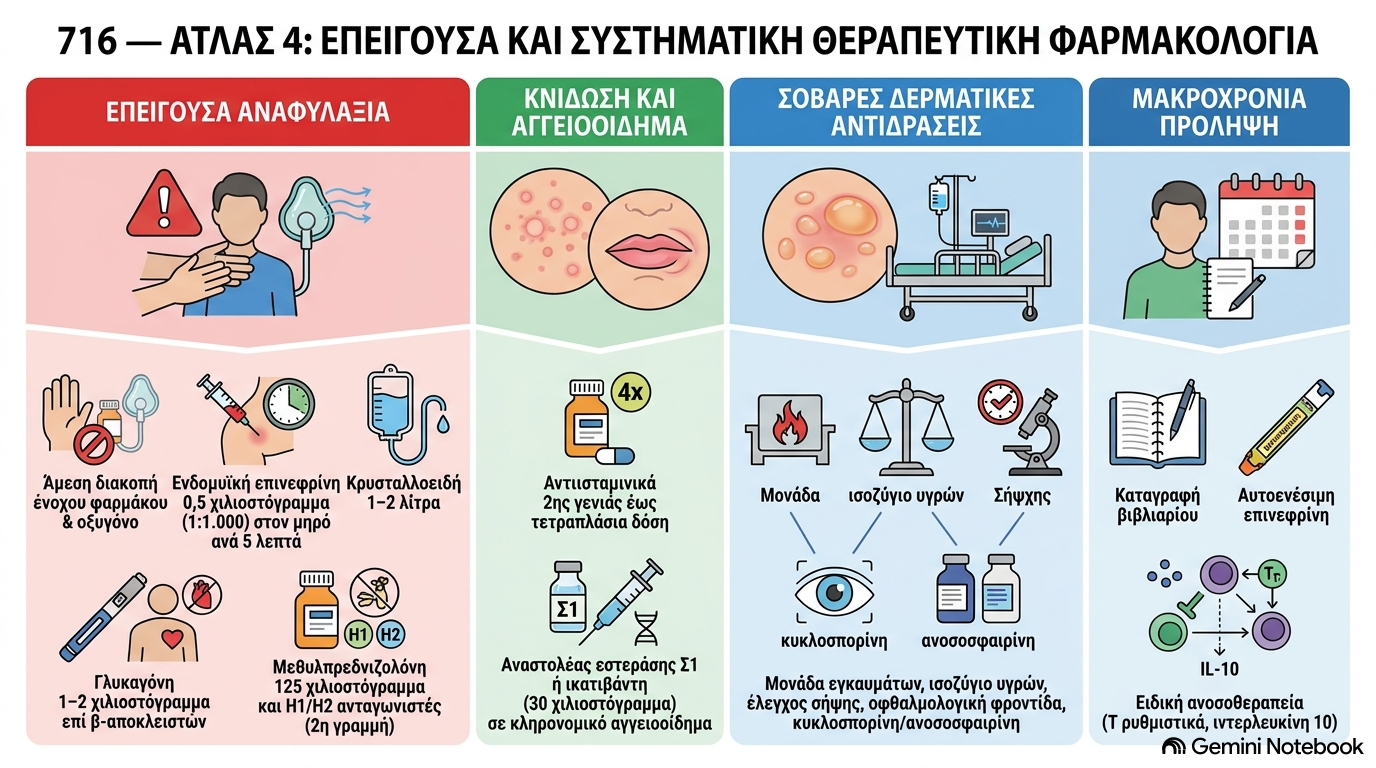 716 — ΑΤΛΑΣ 4: ΕΠΕΙΓΟΥΣΑ ΚΑΙ ΣΥΣΤΗΜΑΤΙΚΗ ΘΕΡΑΠΕΥΤΙΚΗ ΦΑΡΜΑΚΟΛΟΓΙΑ
ΕΠΕΙΓΟΥΣΑ ΑΝΑΦΥΛΑΞΙΑ
Άμεση διακοπή
ένοχου φαρμάκου
& οξυγόνο
Ενδομυϊκή επινεφρίνη
0,5 χιλιοστόγραμμα
(1:1.000) στον μηρό
ανά 5 λεπτά
Κρυσταλλοειδή
1–2 λίτρα
Γλυκαγόνη
1–2 χιλιοστόγραμμα
επί β-αποκλειστών
H1
H2
Μεθυλπρεδνιζολόνη
125 χιλιοστόγραμμα
και H1/H2 ανταγωνιστές
(2η γραμμή)
ΚΝΙΔΩΣΗ ΚΑΙ
ΑΓΓΕΙΟΟΙΔΗΜΑ
4x
Αντιισταμινικά
2ης γενιάς έως
τετραπλάσια δόση
Σ1
Αναστολέας εστεράσης Σ1
ή ικατιβάντη
(30 χιλιοστόγραμμα)
σε κληρονομικό αγγειοοίδημα
ΣΟΒΑΡΕΣ ΔΕΡΜΑΤΙΚΕΣ
ΑΝΤΙΔΡΑΣΕΙΣ
Μονάδα
ισοζύγιο υγρών
Σήψχης
κυκλοσπορίνη
ανοσοσφαιρίνη
Μονάδα εγκαυμάτων, ισοζύγιο υγρών,
έλεγχος σήψης, οφθαλμολογική φροντίδα,
κυκλοσπορίνη/ανοσοσφαιρίνη
ΜΑΚΡΟΧΡΟΝΙΑ
ΠΡΟΛΗΨΗ
Καταγραφή
βιβλιαρίου
Αυτοενέσιμη
επινεφρίνη
Tr
IL-10
Ειδική ανοσοθεραπεία
(Τ ρυθμιστικά, ιντερλευκίνη 10)
Gemini Notebook